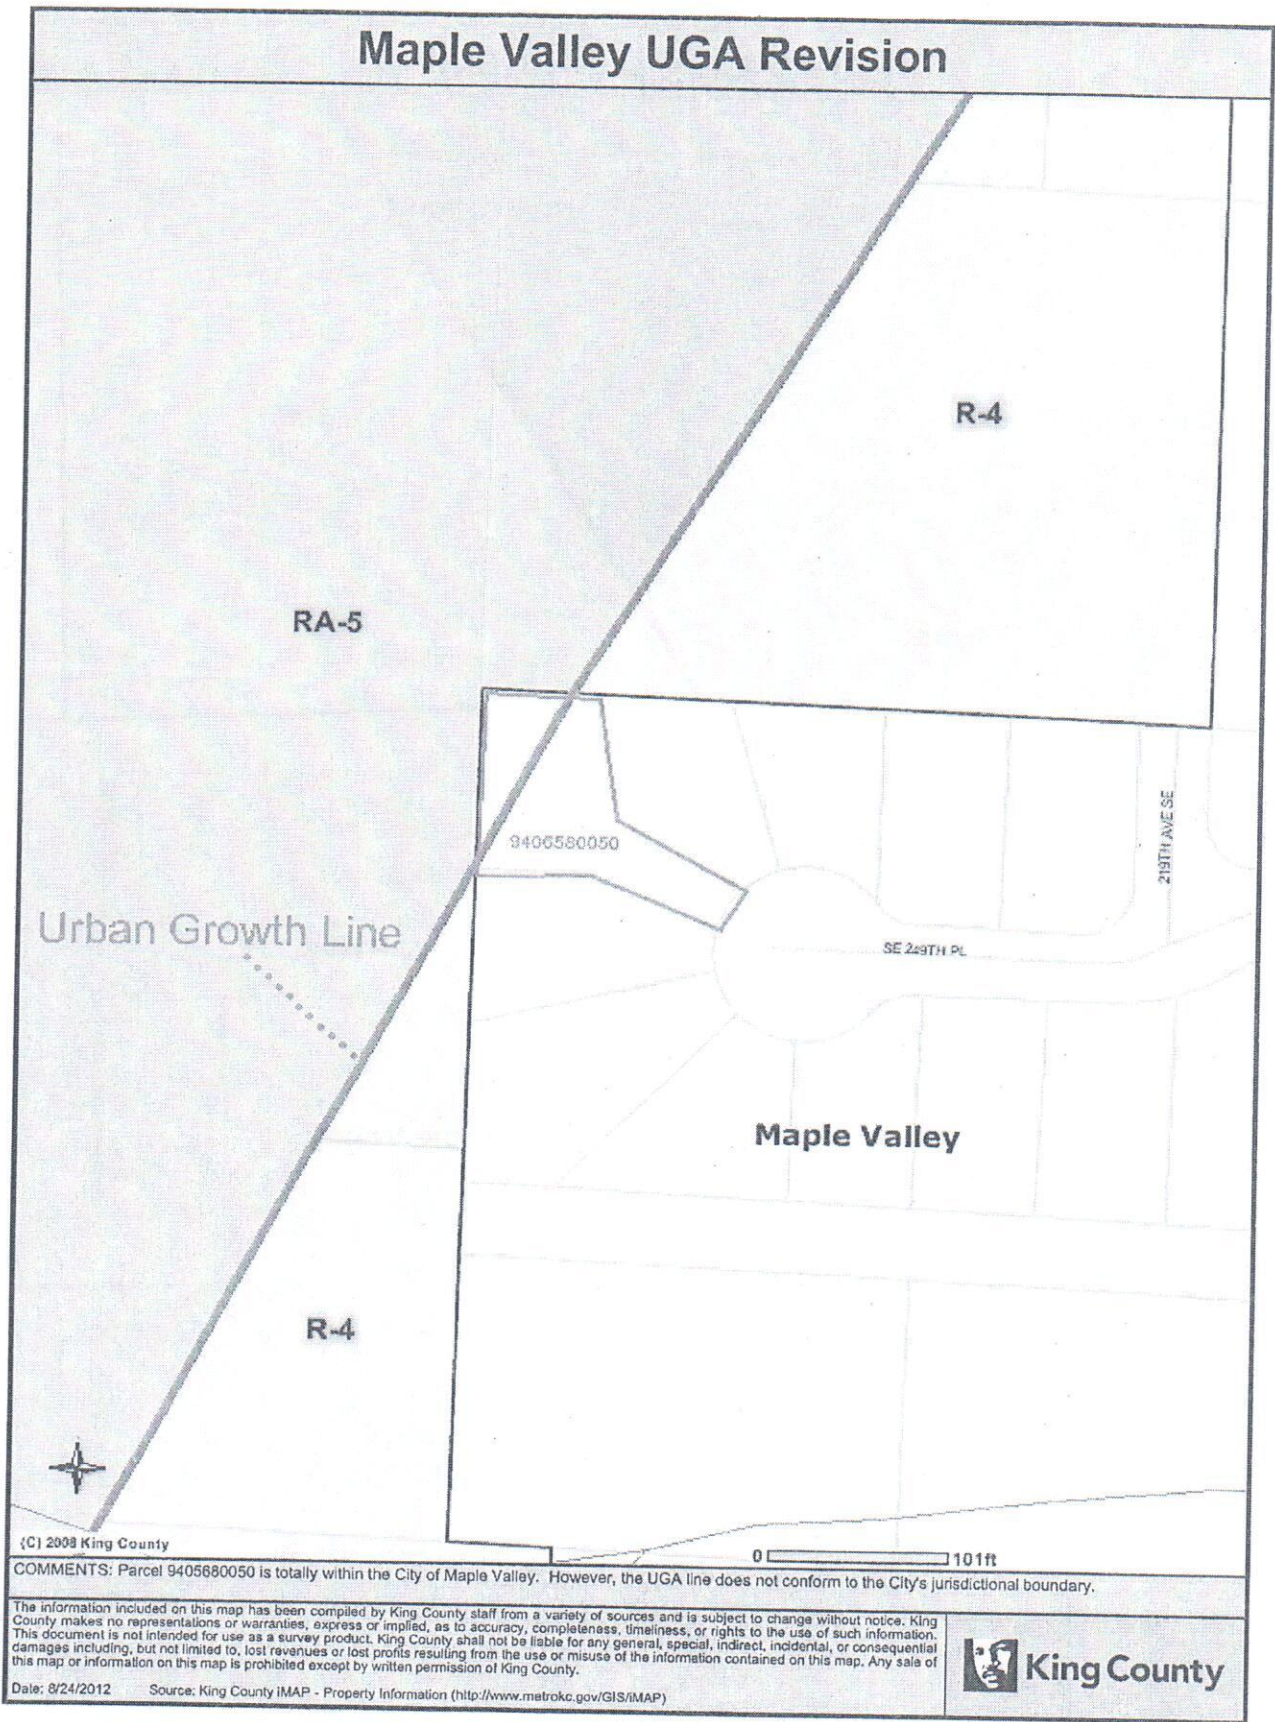 Maple Valley UGA Revision
R-4
RA-5
9406580050
219TH AVE SE
Urban Growth Line
SE 249TH PL
Maple Valley
R-4
(C) 2008 King County
0 101ft
COMMENTS: Parcel 9405680050 is totally within the City of Maple Valley. However, the UGA line does not conform to the City's jurisdictional boundary.
The information included on this map has been compiled by King County staff from a variety of sources and is subject to change without notice. King
County makes no representations or warranties, express or implied, as to accuracy, completeness, timeliness, or rights to the use of such information.
This document is not intended for use as a survey product. King County shall not be liable for any general, special, indirect, incidental, or consequential
damages including, but not limited to, lost revenues or lost profits resulting from the use or misuse of the information contained on this map. Any sale of
this map or information on this map is prohibited except by written permission of King County.
King County
Date: 8/24/2012 Source: King County iMAP - Property Information (http://www.metrokc.gov/GIS/iMAP)